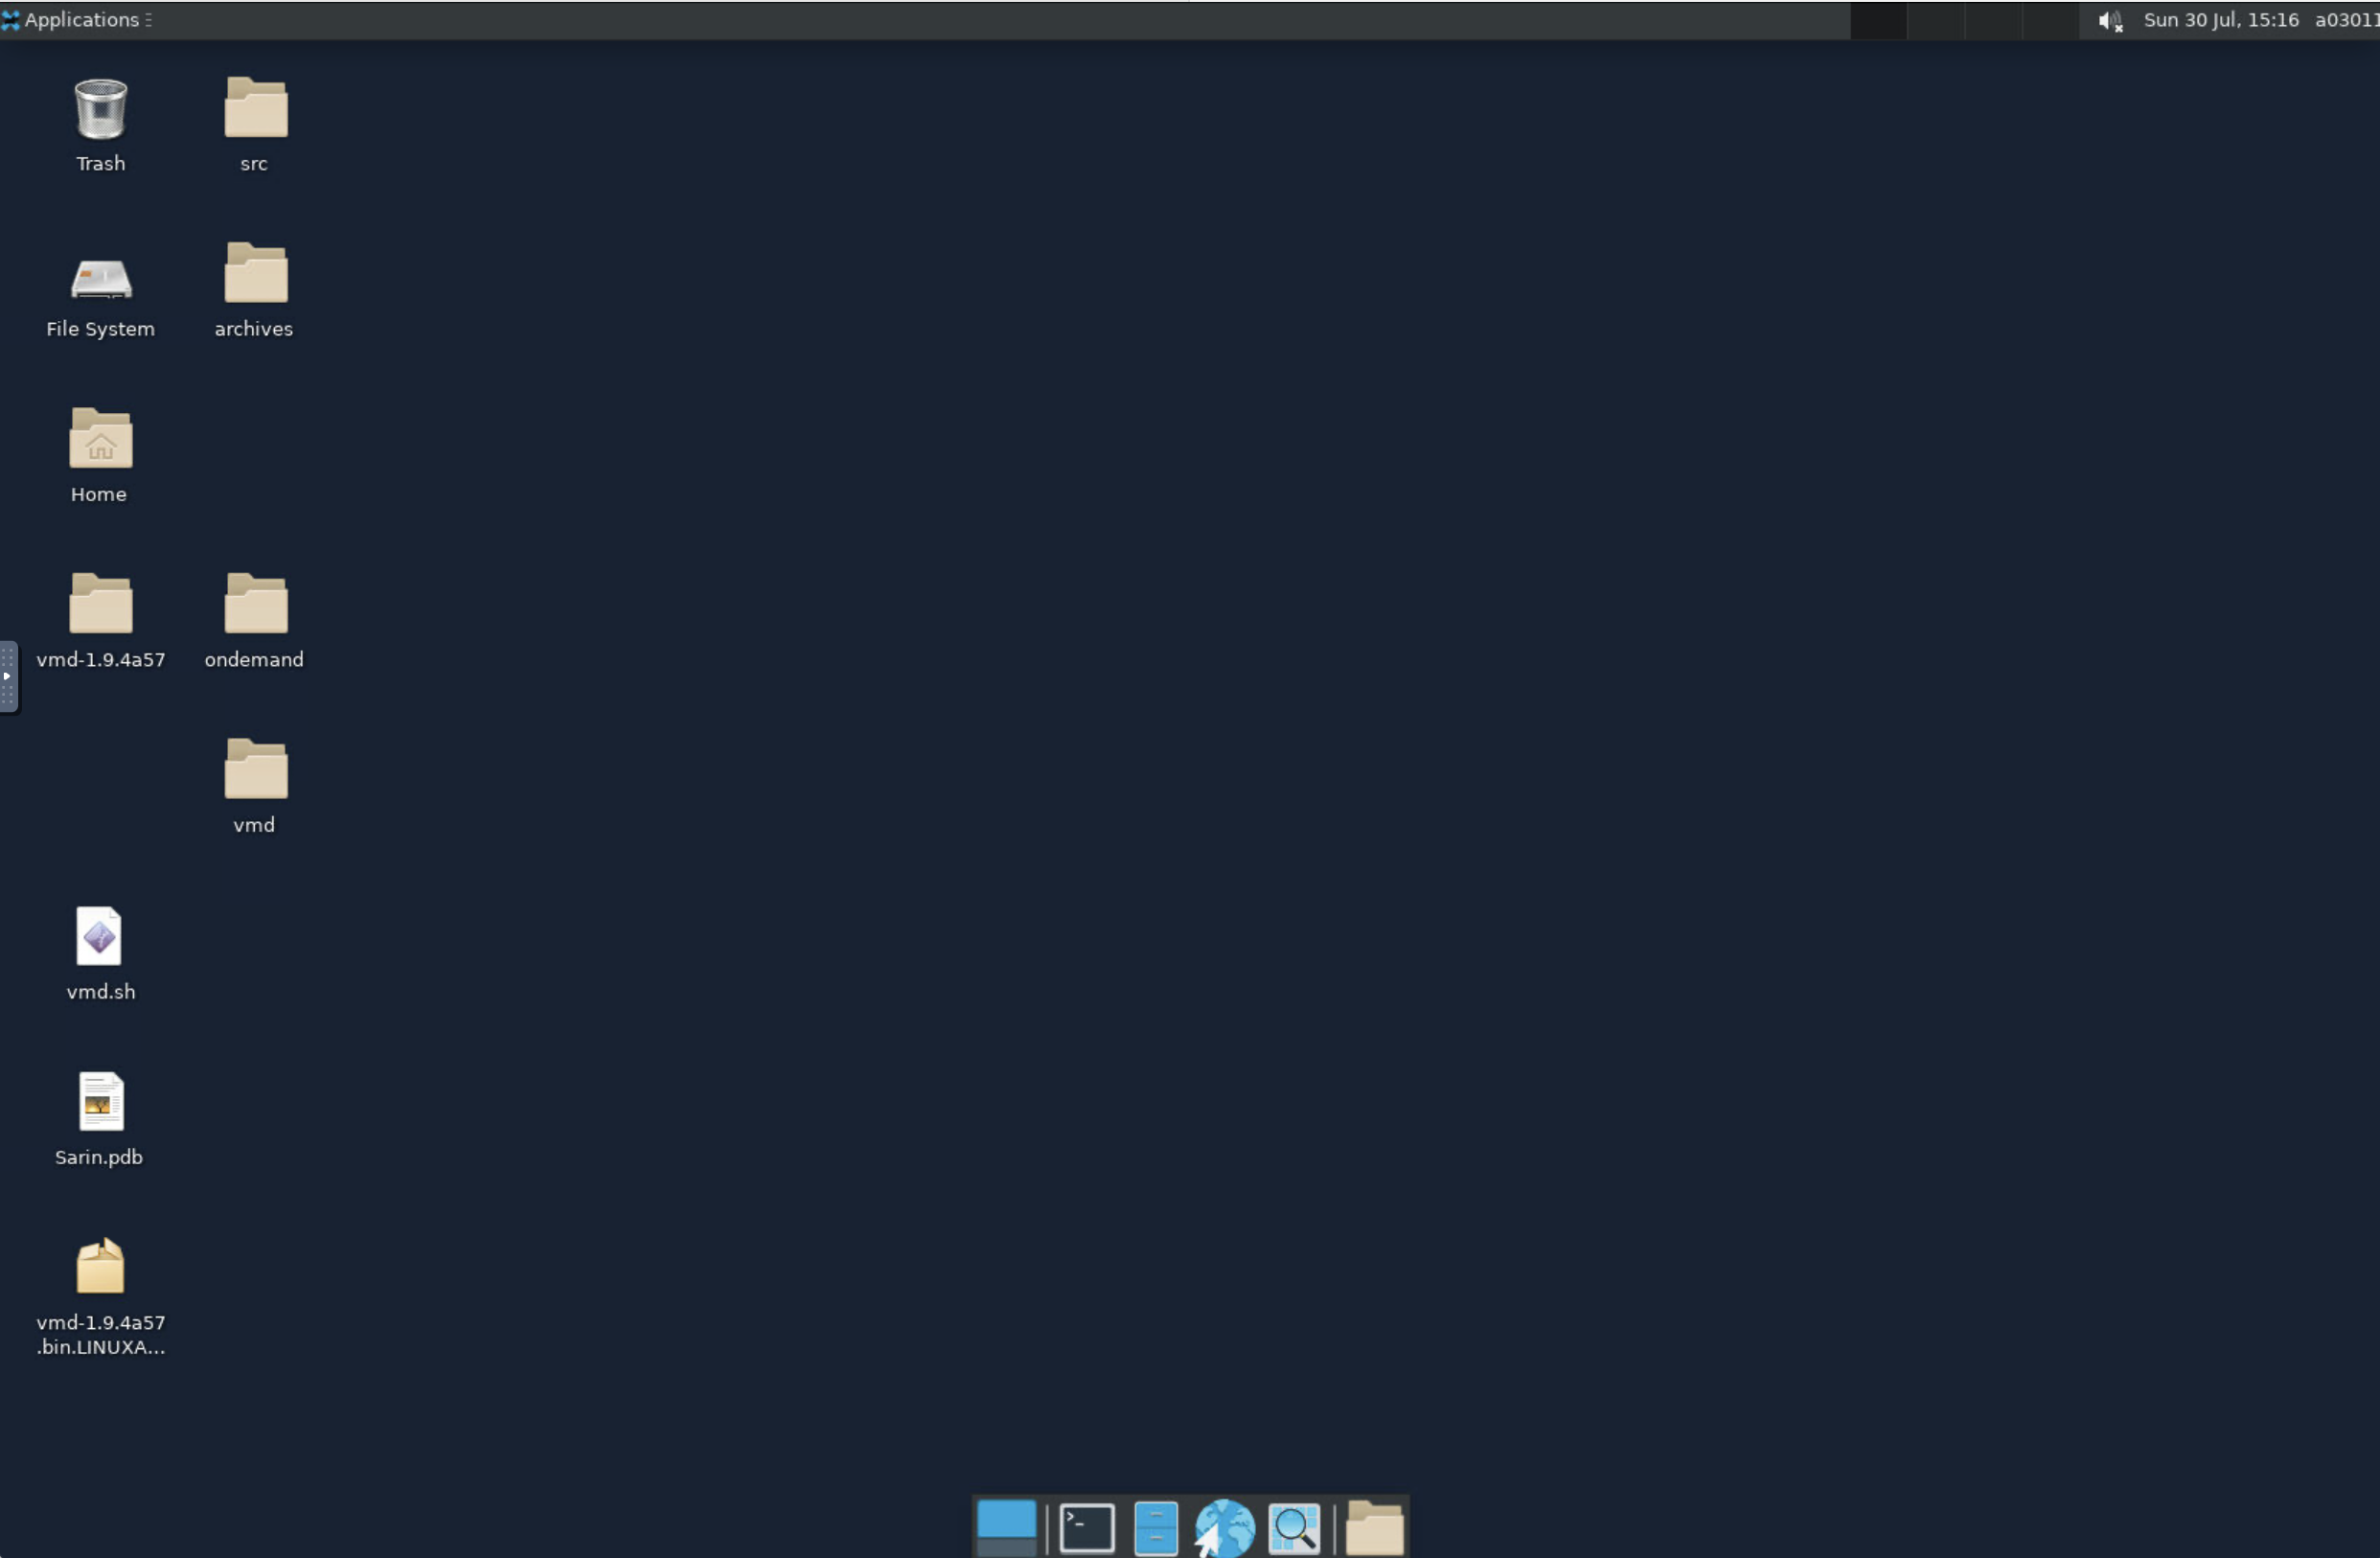 Applications
Sun 30 Jul, 15:16 a03011
Trash
src
File System
archives
Home
vmd-1.9.4a57
ondemand
vmd
vmd.sh
Sarin.pdb
vmd-1.9.4a57
.bin.LINUXA...